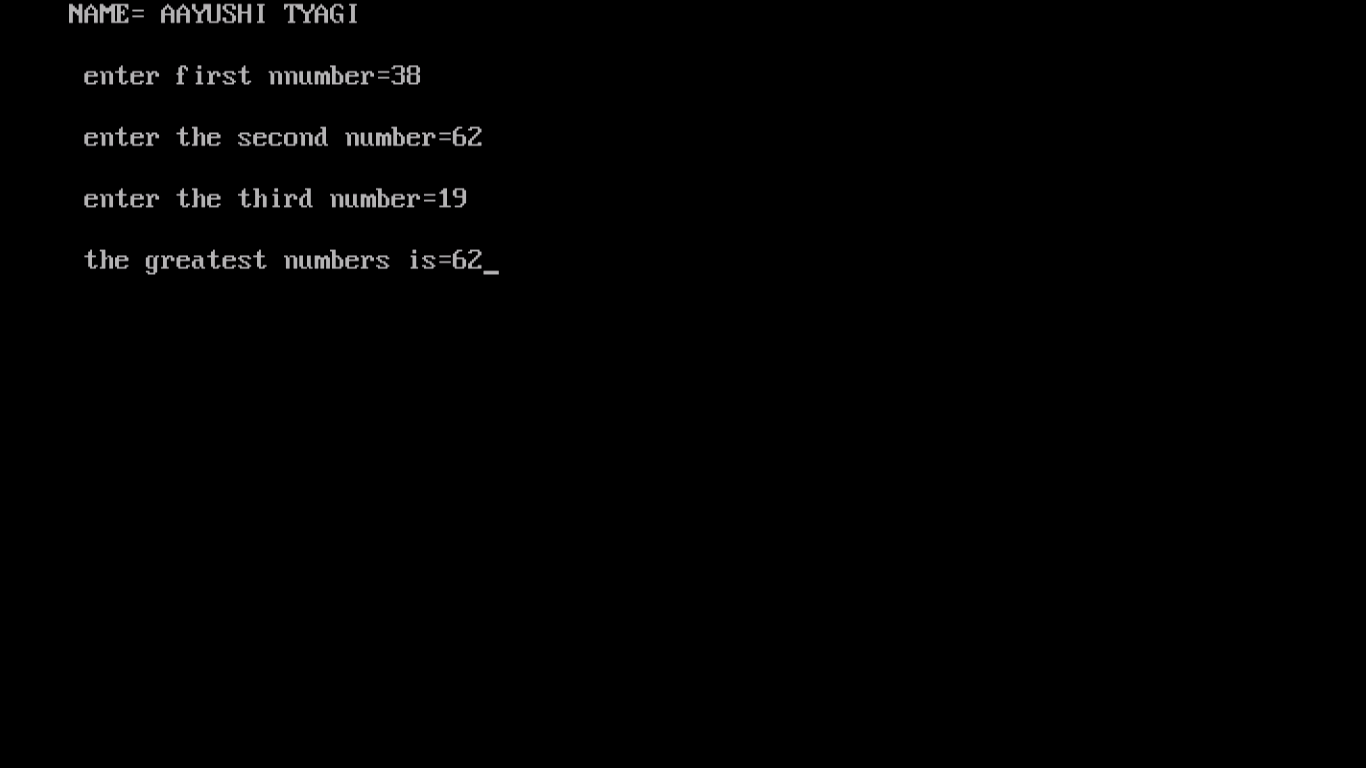 NAME= AAYUSHI TYAGI
enter first nnumber=38
enter the second number=62
enter the third number=19
the greatest numbers is=62_